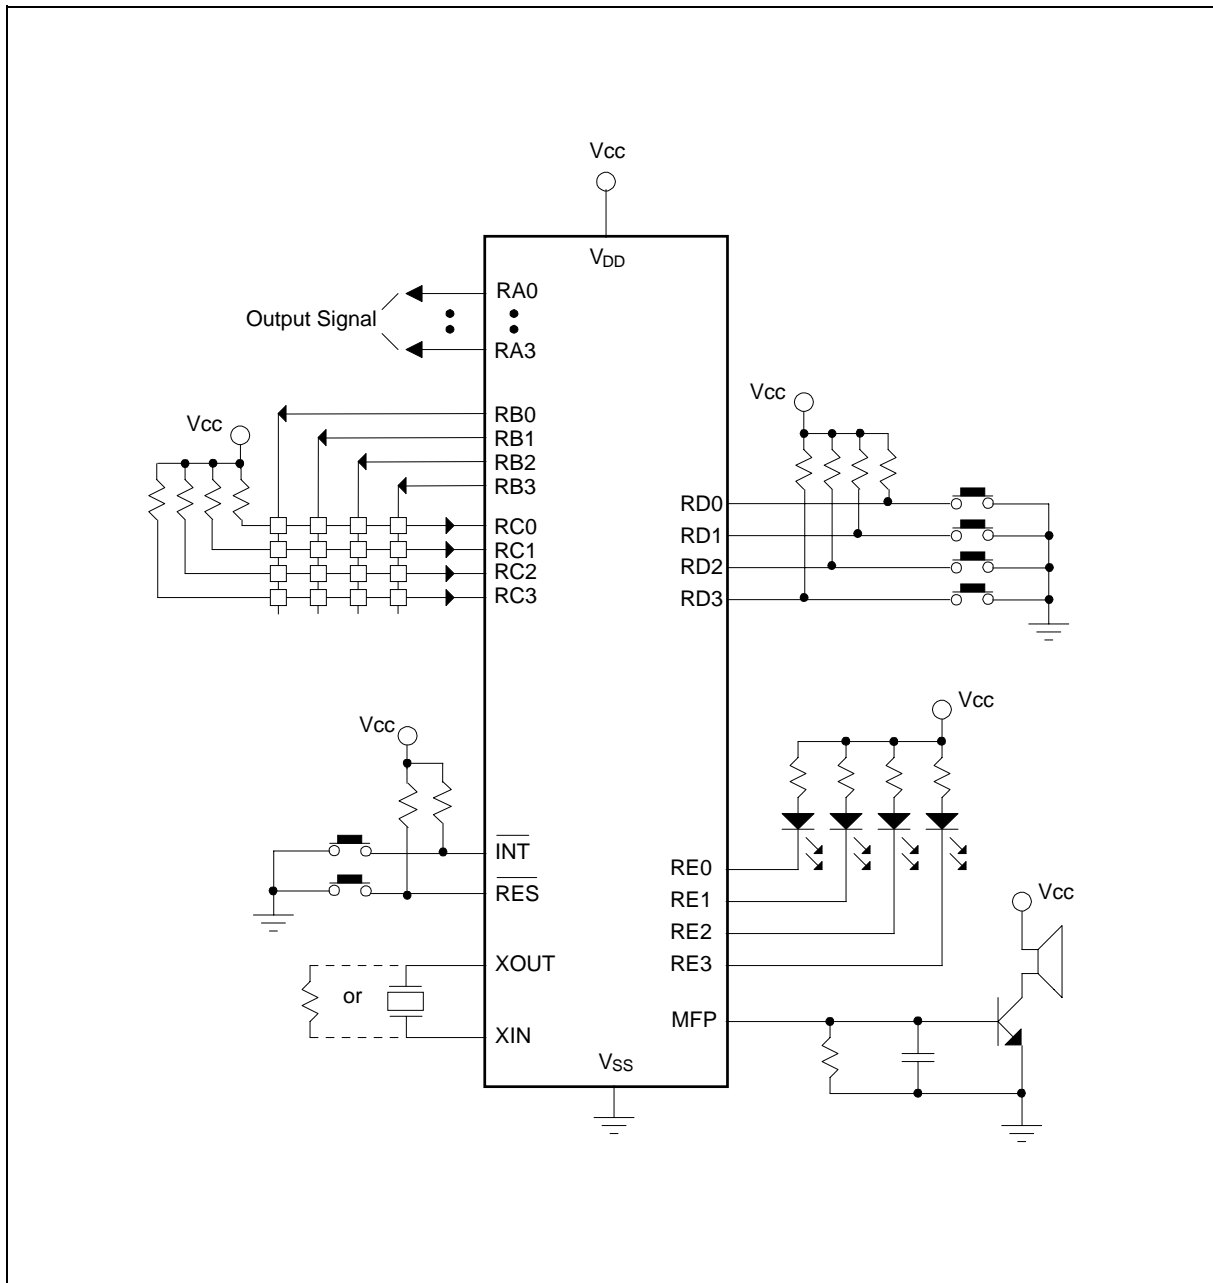 Vcc
VDD
RA0
Output Signal
RA3
RB0
RB1
RB2
RB3
Vcc
RC0
RC1
RC2
RC3
Vcc
RD0
RD1
RD2
RD3
Vcc
INT
RES
XOUT
or
XIN
Vcc
RE0
RE1
RE2
RE3
Vcc
MFP
VSS